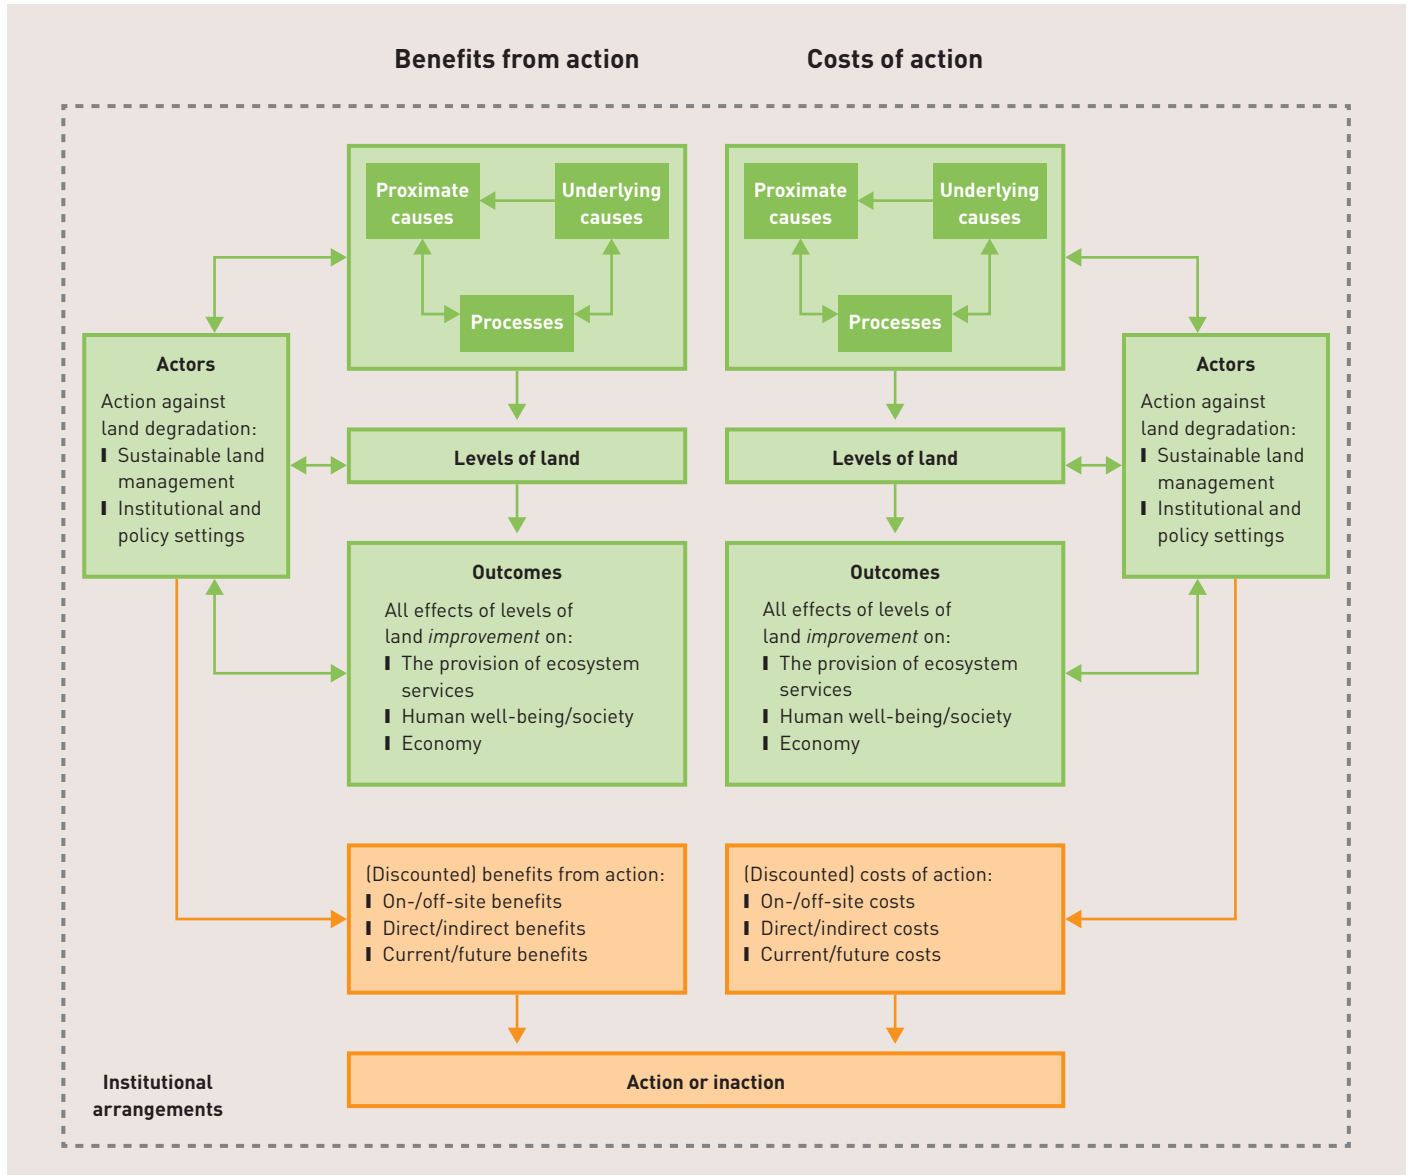 Benefits from action
Costs of action
Proximate
causes
Underlying
causes
Processes
Proximate
causes
Underlying
causes
Processes
Actors
Action against
land degradation:
Sustainable land
management
Institutional and
policy settings
Levels of land
Levels of land
Actors
Action against
land degradation:
Sustainable land
management
Institutional and
policy settings
Outcomes
All effects of levels of
land improvement on:
The provision of ecosystem
services
Human well-being/society
Economy
Outcomes
All effects of levels of
land improvement on:
The provision of ecosystem
services
Human well-being/society
Economy
(Discounted) benefits from action:
On-/off-site benefits
Direct/indirect benefits
Current/future benefits
(Discounted) costs of action:
On-/off-site costs
Direct/indirect costs
Current/future costs
Action or inaction
Institutional
arrangements